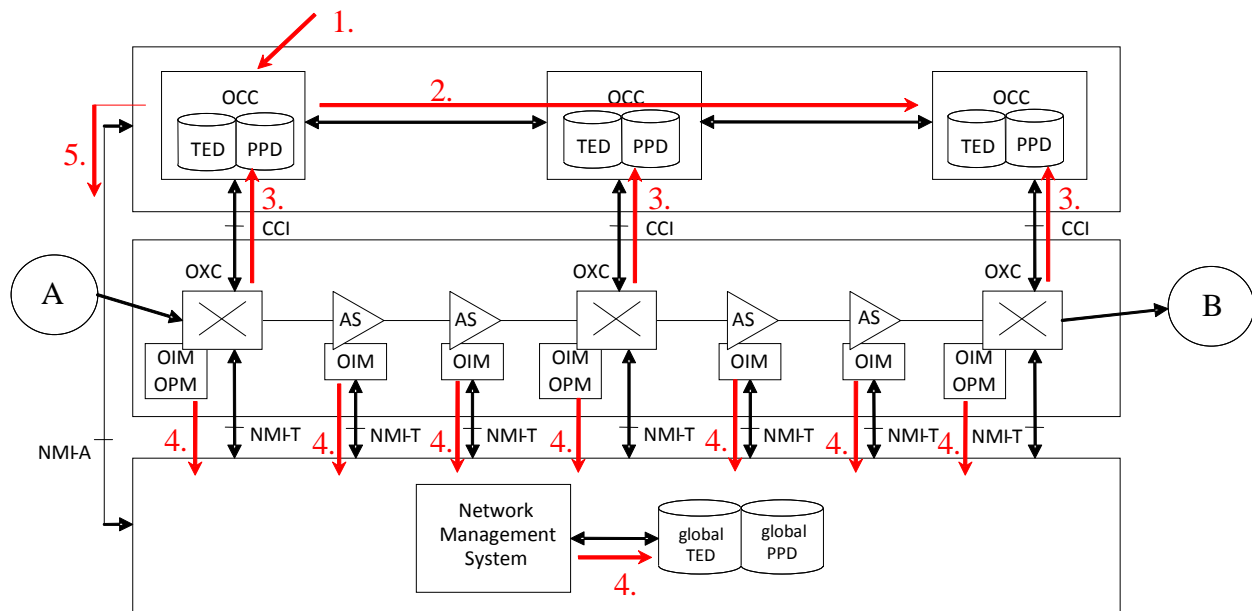 1.
OCC
2.
OCC
OCC
TED
PPD
TED
PPD
TED
PPD
5.
3.
3.
3.
CCI
CCI
CCI
OXC
OXC
OXC
A
B
AS
AS
AS
AS
OIM
OPM
OIM
OIM
OIM
OPM
OIM
OIM
OIM
OPM
4.
NMI-T
4.
NMI-T
4.
NMI-T
4.
NMI-T
4.
NMI-T
4.
NMI-T
4.
NMI-T
NMI-A
Network
Management
System
global
TED
global
PPD
4.